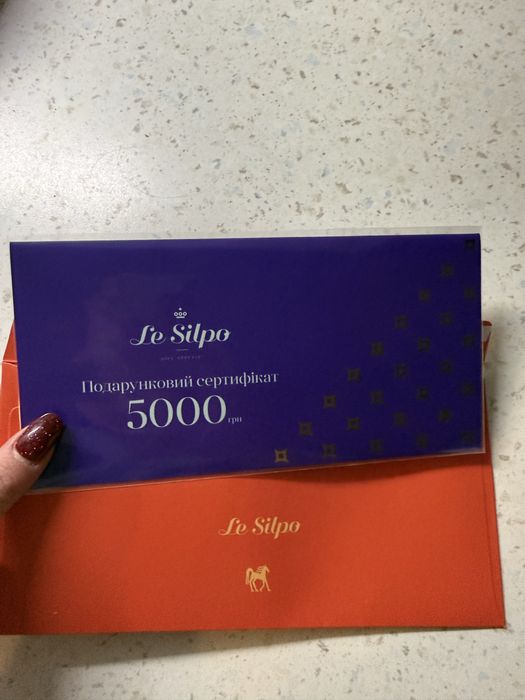 Le Silpo
Подарунковий сертифікат
5000 грн
Le Silpo